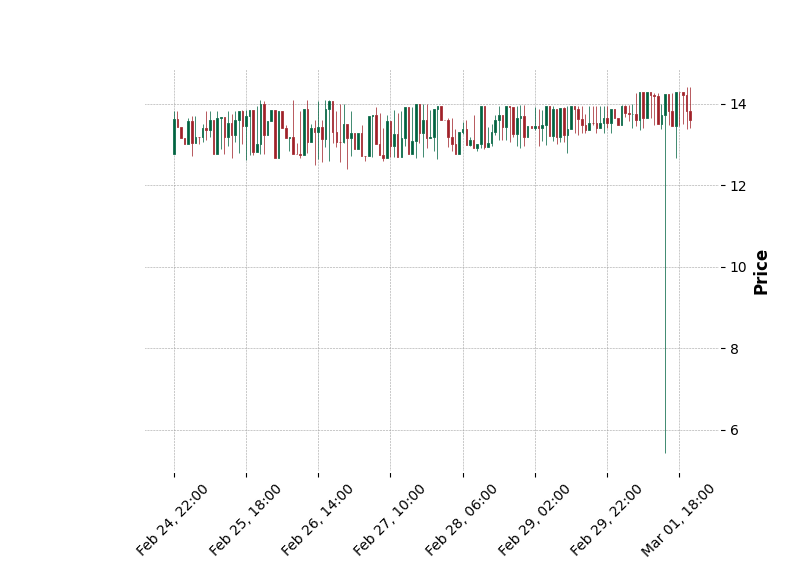 14
12
10
8
6
Price
Feb 24, 22:00
Feb 25, 18:00
Feb 26, 14:00
Feb 27, 10:00
Feb 28, 06:00
Feb 29, 02:00
Feb 29, 22:00
Mar 01, 18:00